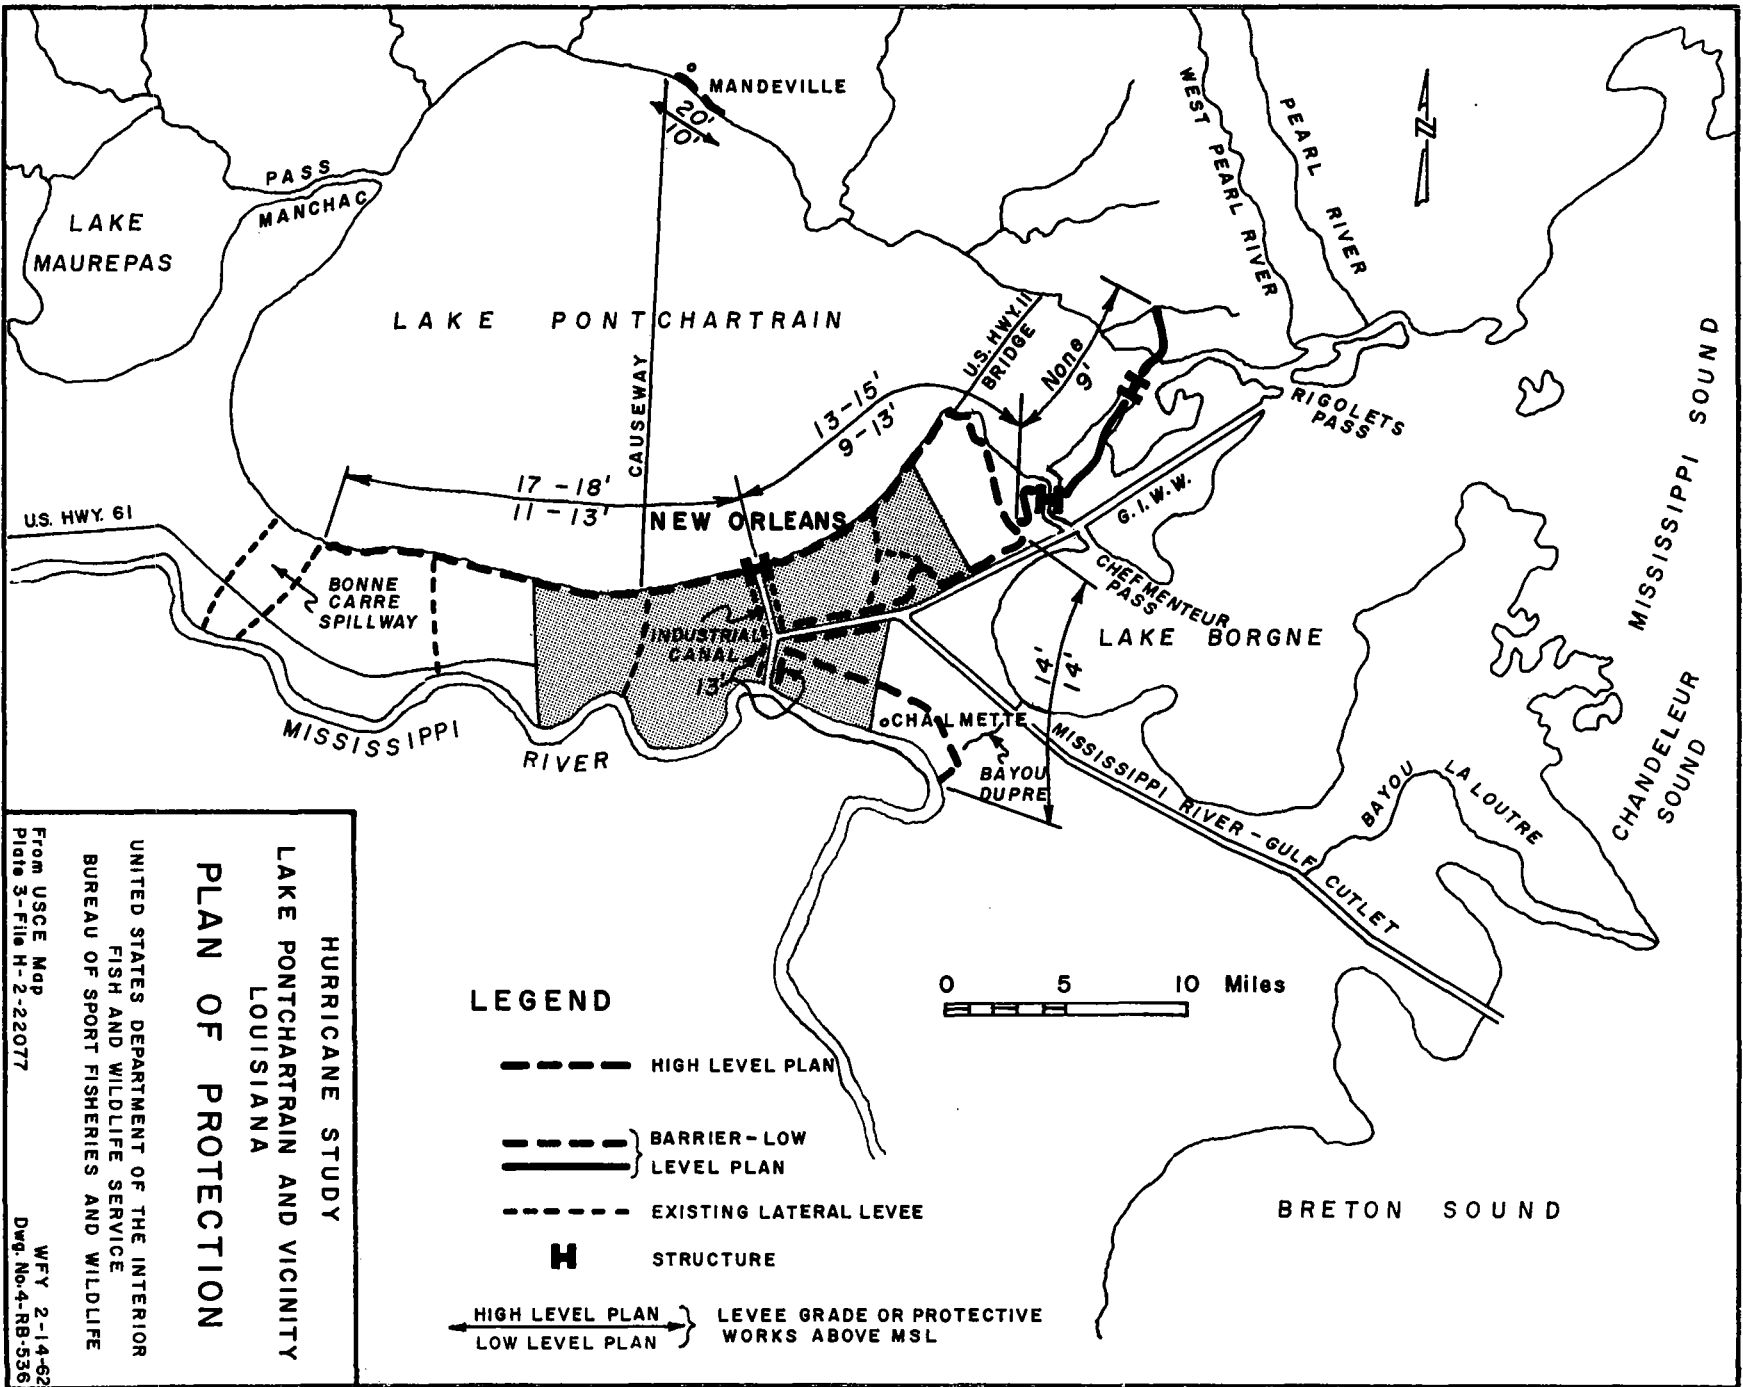 MANDEVILLE
20'
10'
WEST PEARL RIVER
PEARL RIVER
N
PASS
MANCHAC
LAKE
MAUREPAS
LAKE PONTCHARTRAIN
CAUSEWAY
U.S. HWY. 11
BRIDGE
None
9'
13-15'
9-13'
17-18'
11-13'
RIGOLETS
PASS
G.I.W.W.
MISSISSIPPI SOUND
U.S. HWY. 61
NEW ORLEANS
BONNE
CARRE
SPILLWAY
INDUSTRIAL
CANAL
13'
CHEFMENTEUR
PASS
LAKE BORGNE
14'
14'
CHALMETTE
BAYOU
DUPRE
MISSISSIPPI RIVER
MISSISSIPPI RIVER-GULF CUTLET
BAYOU LA LOUTRE
CHANDELEUR
SOUND
BRETON SOUND
0 5 10 Miles
LEGEND
HIGH LEVEL PLAN
BARRIER-LOW
LEVEL PLAN
EXISTING LATERAL LEVEE
H STRUCTURE
HIGH LEVEL PLAN
LOW LEVEL PLAN
LEVEE GRADE OR PROTECTIVE
WORKS ABOVE MSL
HURRICANE STUDY
LAKE PONTCHARTRAIN AND VICINITY
LOUISIANA
PLAN OF PROTECTION
UNITED STATES DEPARTMENT OF THE INTERIOR
FISH AND WILDLIFE SERVICE
BUREAU OF SPORT FISHERIES AND WILDLIFE
From USCE Map
Plate 3-File H-2-22077
WFY 2-14-62
Dwg. No. 4-RB-536